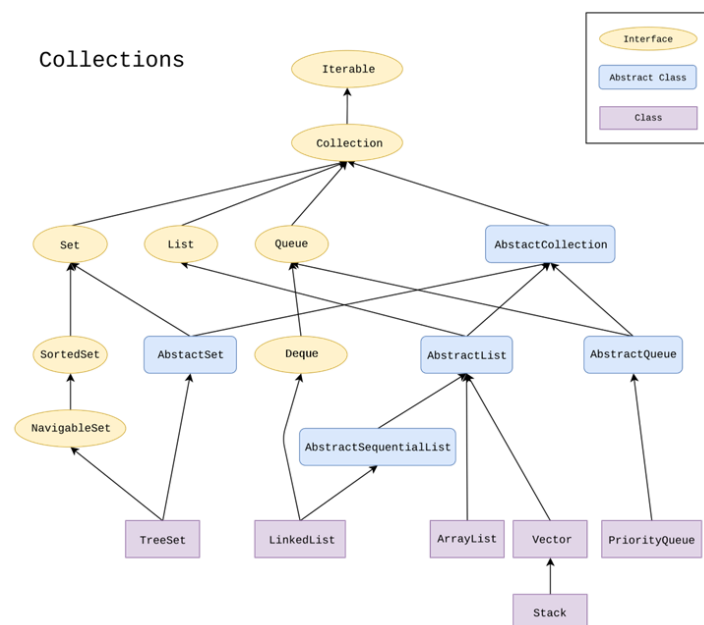 Collections
Interface
Abstract Class
Class
Iterable
Collection
Set
List
Queue
AbstactCollection
SortedSet
AbstactSet
Deque
AbstractList
AbstractQueue
NavigableSet
AbstractSequentialList
TreeSet
LinkedList
ArrayList
Vector
PriorityQueue
Stack